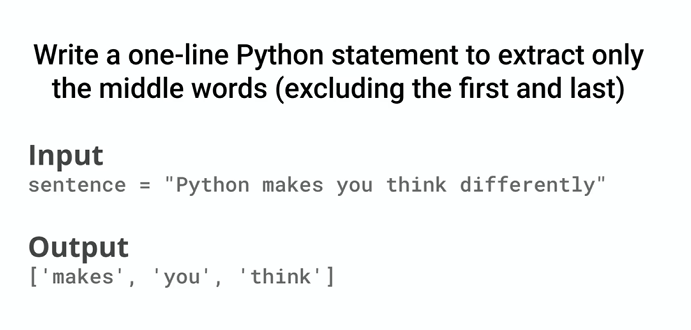 Write a one-line Python statement to extract only
the middle words (excluding the first and last)
Input
sentence = "Python makes you think differently"
Output
['makes', 'you', 'think']